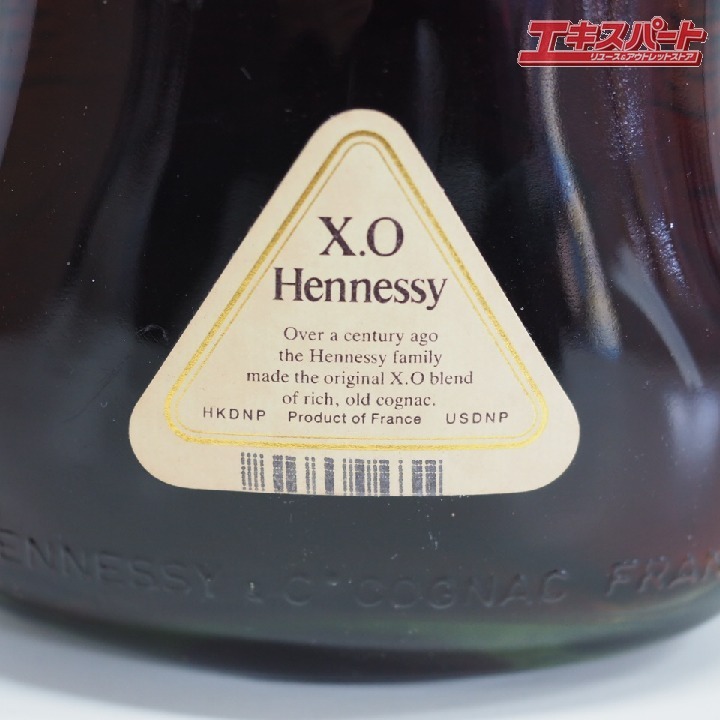 エキスパート
リユース&アウトレットストア
X.O
Hennessy
Over a century ago
the Hennessy family
made the original X.O blend
of rich, old cognac.
HKDNP Product of France USDNP
ENNESSY & C° COGNAC FRAN